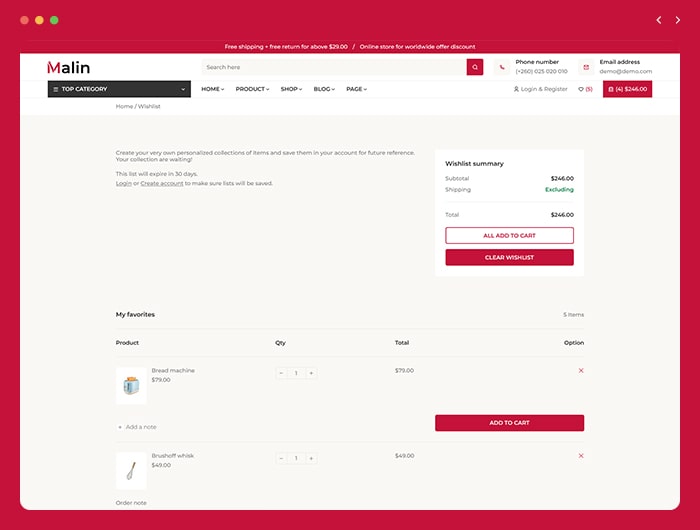 Free shipping + free return for above $29.00 / Online store for worldwide offer discount
Malin
Search here
Phone number
(+260) 025 020 010
Email address
demo@demo.com
TOP CATEGORY
HOME PRODUCT SHOP BLOG PAGE
Login & Register
(5)
(4) $246.00
Home / Wishlist
Create your very own personalized collections of items and save them in your account for future reference.
Your collection are waiting!
This list will expire in 30 days.
Login or Create account to make sure lists will be saved.
Wishlist summary
Subtotal $246.00
Shipping Excluding
Total $246.00
ALL ADD TO CART
CLEAR WISHLIST
My favorites 5 Items
Product Qty Total Option
Bread machine
$79.00
- 1 +
$79.00
+ Add a note
ADD TO CART
Brushoff whisk
$49.00
- 1 +
$49.00
Order note